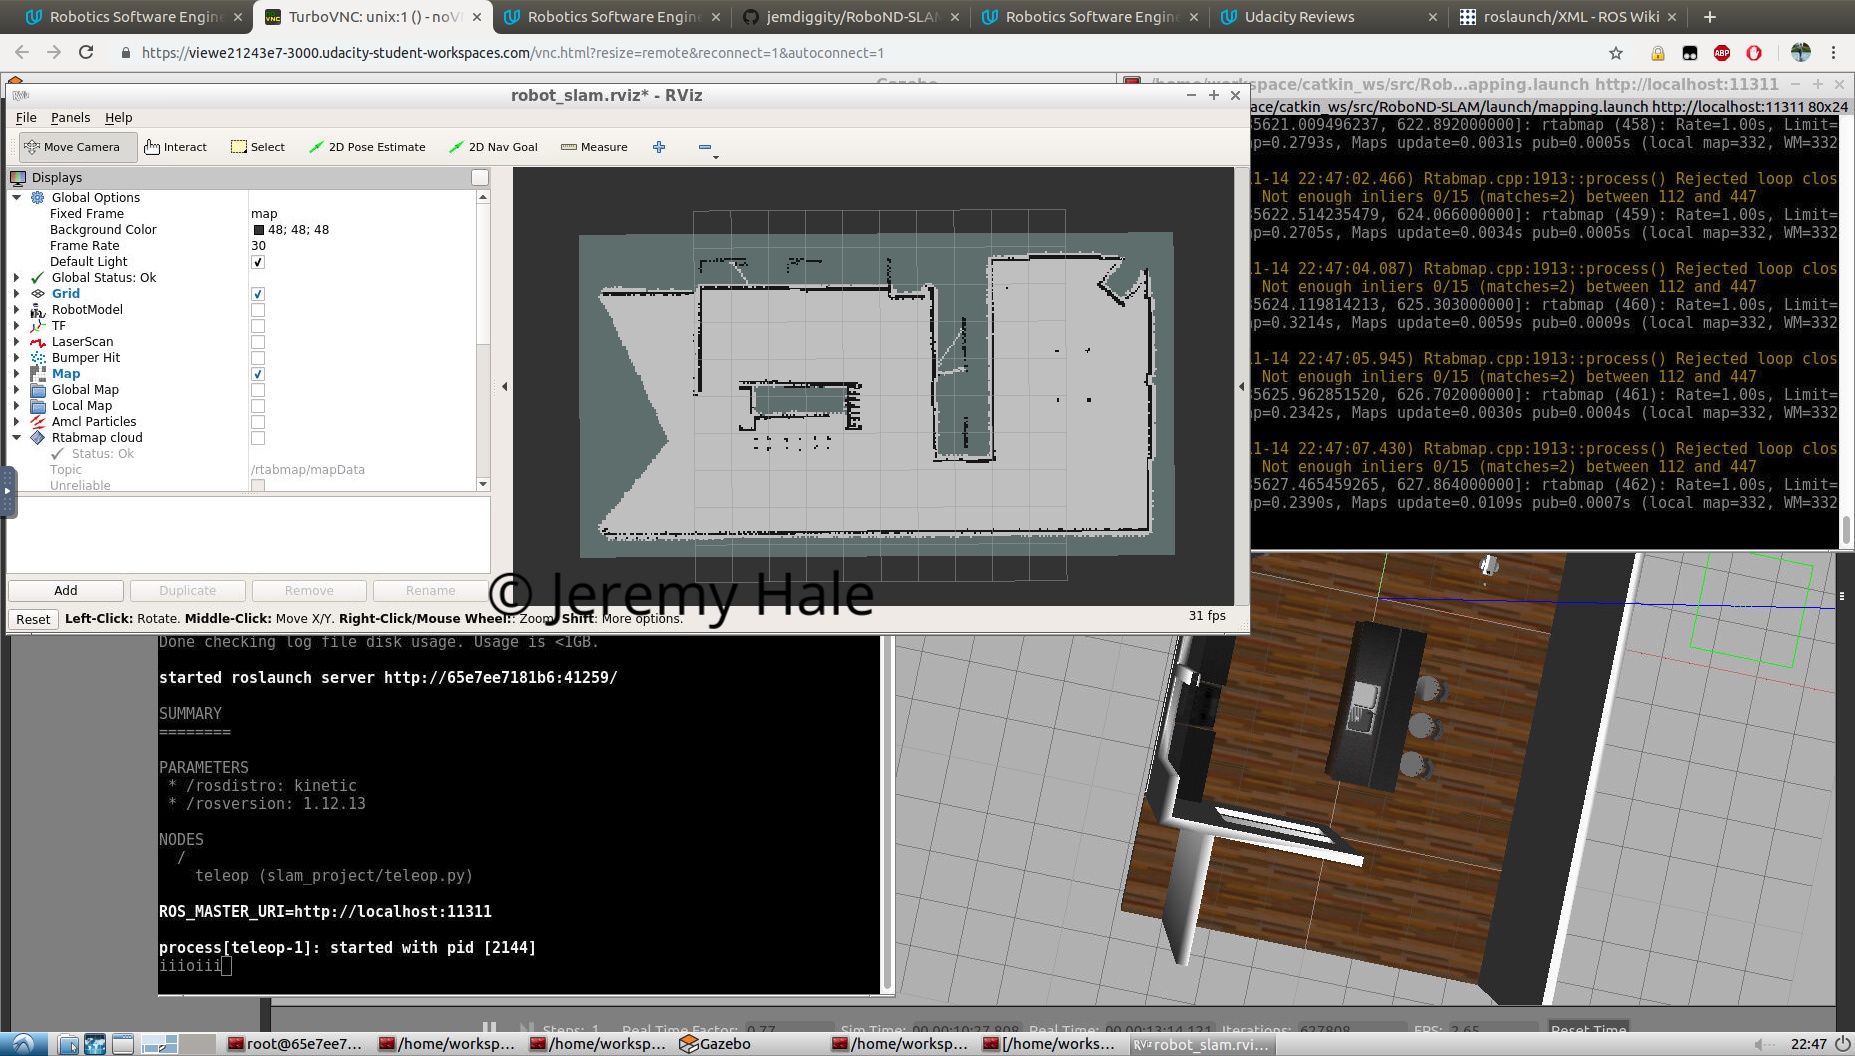 Robotics Software Engine
TurboVNC: unix:1 () - noV
Robotics Software Engine
jemdiggity/RoboND-SLA
Robotics Software Engine
Udacity Reviews
roslaunch/XML - ROS Wiki
https://viewe21243e7-3000.udacity-student-workspaces.com/vnc.html?resize=remote&reconnect=1&autoconnect=1
ABP
Gazebo
/home/workspace/catkin_ws/src/Rob...apping.launch http://localhost:11311
robot_slam.rviz* - RViz
ace/catkin_ws/src/RoboND-SLAM/launch/mapping.launch http://localhost:11311 80x24
File Panels Help
Move Camera Interact Select 2D Pose Estimate 2D Nav Goal Measure
Displays
Global Options
Fixed Frame map
Background Color 48; 48; 48
Frame Rate 30
Default Light
Global Status: Ok
Grid
RobotModel
TF
LaserScan
Bumper Hit
Map
Global Map
Local Map
Amcl Particles
Rtabmap cloud
Status: Ok
Topic /rtabmap/mapData
Unreliable
Add Duplicate Remove Rename
Reset Left-Click: Rotate. Middle-Click: Move X/Y. Right-Click/Mouse Wheel:: Zoom. Shift: More options.
31 fps
© Jeremy Hale
35621.009496237, 622.892000000]: rtabmap (458): Rate=1.00s, Limit=
p=0.2793s, Maps update=0.0031s pub=0.0005s (local map=332, WM=332
1-14 22:47:02.466) Rtabmap.cpp:1913::process() Rejected loop clos
Not enough inliers 0/15 (matches=2) between 112 and 447
35622.514235479, 624.066000000]: rtabmap (459): Rate=1.00s, Limit=
p=0.2705s, Maps update=0.0034s pub=0.0005s (local map=332, WM=332
1-14 22:47:04.087) Rtabmap.cpp:1913::process() Rejected loop clos
Not enough inliers 0/15 (matches=2) between 112 and 447
35624.119814213, 625.303000000]: rtabmap (460): Rate=1.00s, Limit=
p=0.3214s, Maps update=0.0059s pub=0.0009s (local map=332, WM=332
1-14 22:47:05.945) Rtabmap.cpp:1913::process() Rejected loop clos
Not enough inliers 0/15 (matches=2) between 112 and 447
35625.962851520, 626.702000000]: rtabmap (461): Rate=1.00s, Limit=
p=0.2342s, Maps update=0.0030s pub=0.0004s (local map=332, WM=332
1-14 22:47:07.430) Rtabmap.cpp:1913::process() Rejected loop clos
Not enough inliers 0/15 (matches=2) between 112 and 447
35627.465459265, 627.864000000]: rtabmap (462): Rate=1.00s, Limit=
p=0.2390s, Maps update=0.0109s pub=0.0007s (local map=332, WM=332
Done checking log file disk usage. Usage is <1GB.
started roslaunch server http://65e7ee7181b6:41259/
SUMMARY
========
PARAMETERS
* /rosdistro: kinetic
* /rosversion: 1.12.13
NODES
/
teleop (slam_project/teleop.py)
ROS_MASTER_URI=http://localhost:11311
process[teleop-1]: started with pid [2144]
iiioiii
Steps: 1 Real Time Factor: 0.77 Sim Time: 00 00:10:27.808 Real Time: 00 00:13:14.121 Iterations: 627808 FPS: 2.65 Reset Time
root@65e7ee7... /home/worksp... /home/worksp... Gazebo /home/worksp... [/home/works... robot_slam.rvi... 22:47